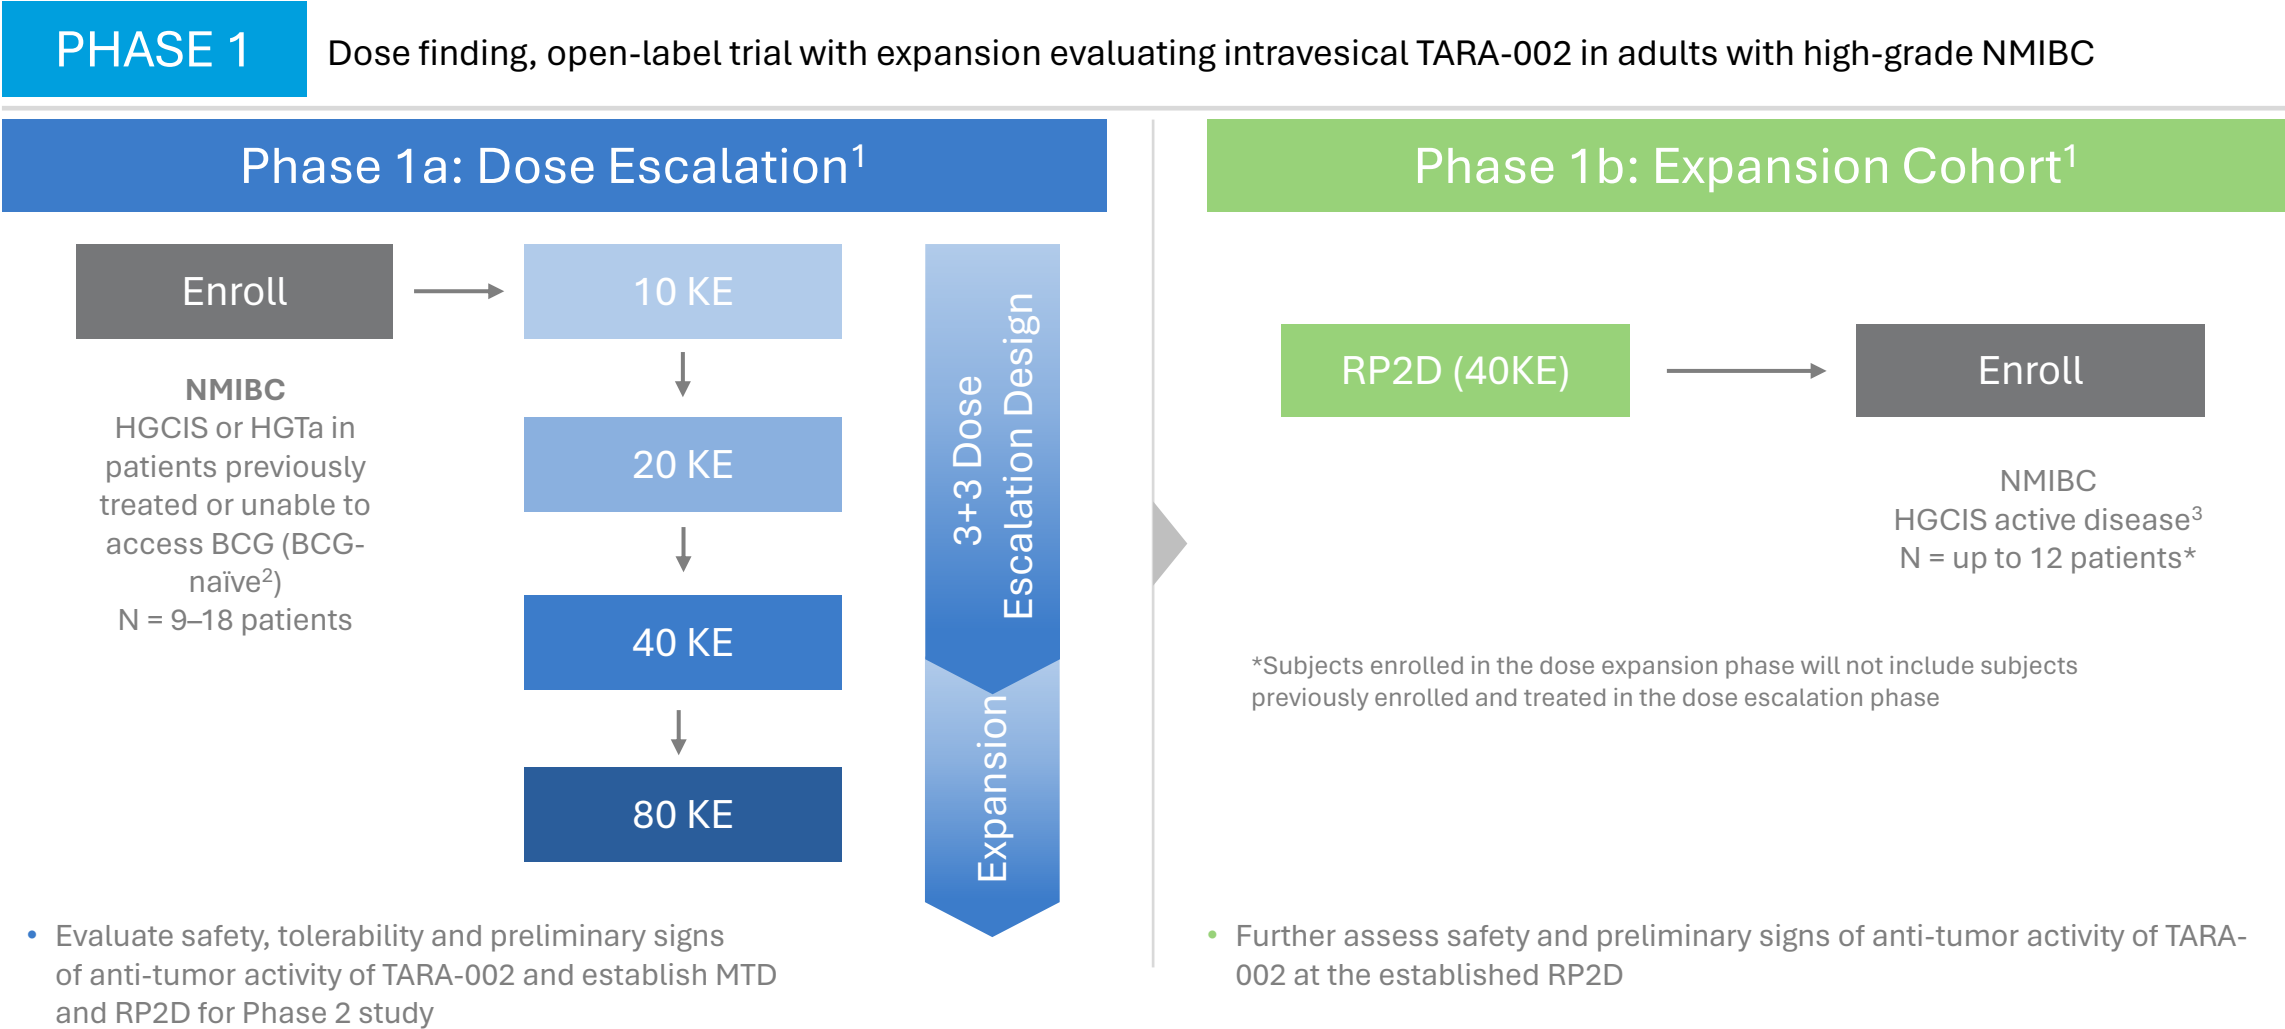 PHASE 1
Dose finding, open-label trial with expansion evaluating intravesical TARA-002 in adults with high-grade NMIBC
Phase 1a: Dose Escalation¹
Enroll
NMIBC
HGCIS or HGTa in
patients previously
treated or unable to
access BCG (BCG-
naïve²)
N = 9–18 patients
10 KE
20 KE
40 KE
80 KE
3+3 Dose
Escalation Design
Expansion
• Evaluate safety, tolerability and preliminary signs
of anti-tumor activity of TARA-002 and establish MTD
and RP2D for Phase 2 study
Phase 1b: Expansion Cohort¹
RP2D (40KE)
Enroll
NMIBC
HGCIS active disease³
N = up to 12 patients*
*Subjects enrolled in the dose expansion phase will not include subjects
previously enrolled and treated in the dose escalation phase
• Further assess safety and preliminary signs of anti-tumor activity of TARA-
002 at the established RP2D